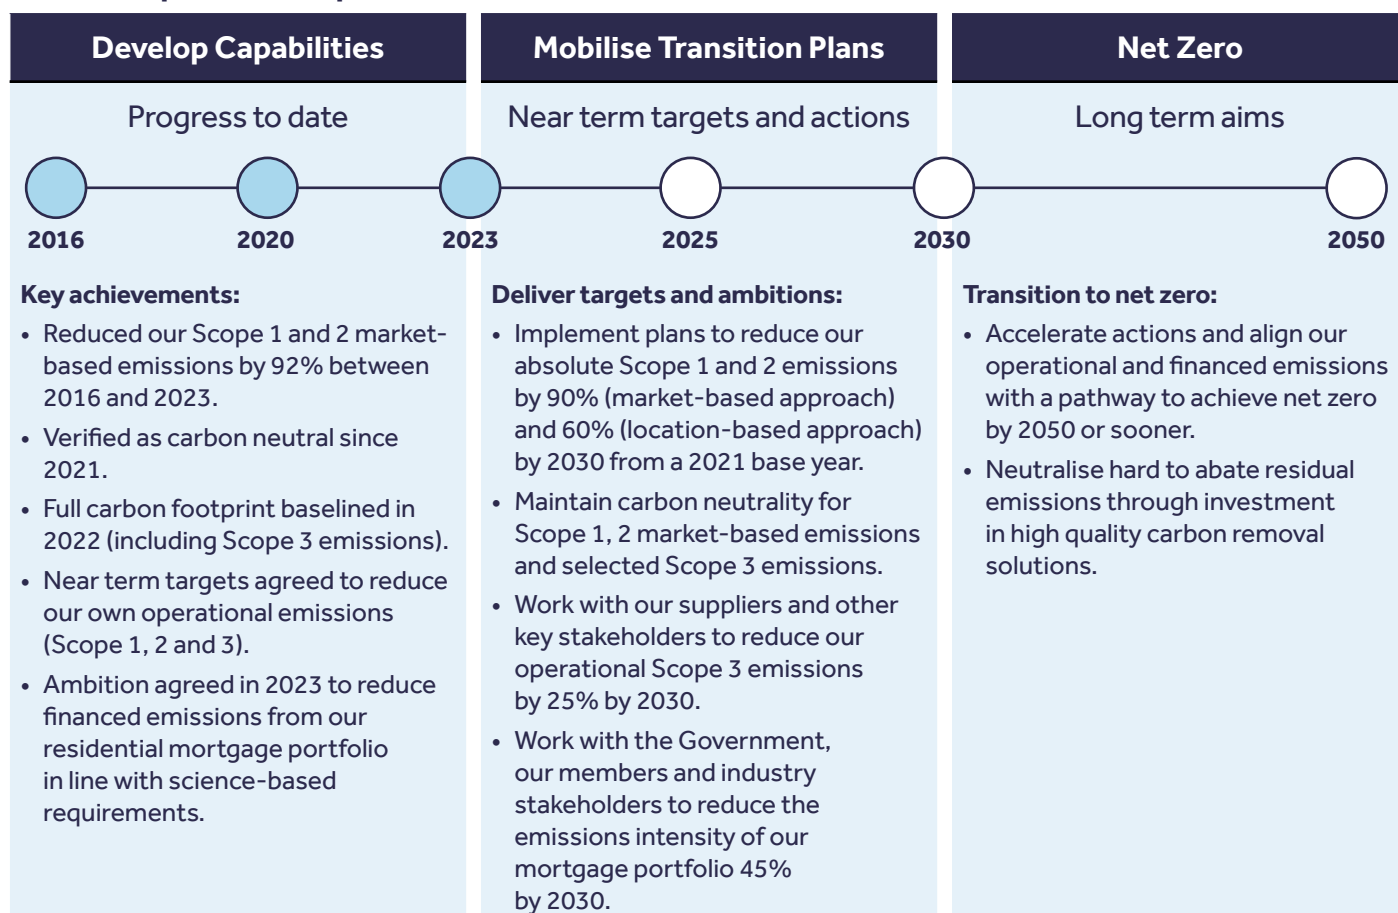 Develop Capabilities
Mobilise Transition Plans
Net Zero
Progress to date
Near term targets and actions
Long term aims
2016
2020
2023
2025
2030
2050
Key achievements:
• Reduced our Scope 1 and 2 market-
based emissions by 92% between
2016 and 2023.
• Verified as carbon neutral since
2021.
• Full carbon footprint baselined in
2022 (including Scope 3 emissions).
• Near term targets agreed to reduce
our own operational emissions
(Scope 1, 2 and 3).
• Ambition agreed in 2023 to reduce
financed emissions from our
residential mortgage portfolio
in line with science-based
requirements.
Deliver targets and ambitions:
• Implement plans to reduce our
absolute Scope 1 and 2 emissions
by 90% (market-based approach)
and 60% (location-based approach)
by 2030 from a 2021 base year.
• Maintain carbon neutrality for
Scope 1, 2 market-based emissions
and selected Scope 3 emissions.
• Work with our suppliers and other
key stakeholders to reduce our
operational Scope 3 emissions
by 25% by 2030.
• Work with the Government,
our members and industry
stakeholders to reduce the
emissions intensity of our
mortgage portfolio 45%
by 2030.
Transition to net zero:
• Accelerate actions and align our
operational and financed emissions
with a pathway to achieve net zero
by 2050 or sooner.
• Neutralise hard to abate residual
emissions through investment
in high quality carbon removal
solutions.